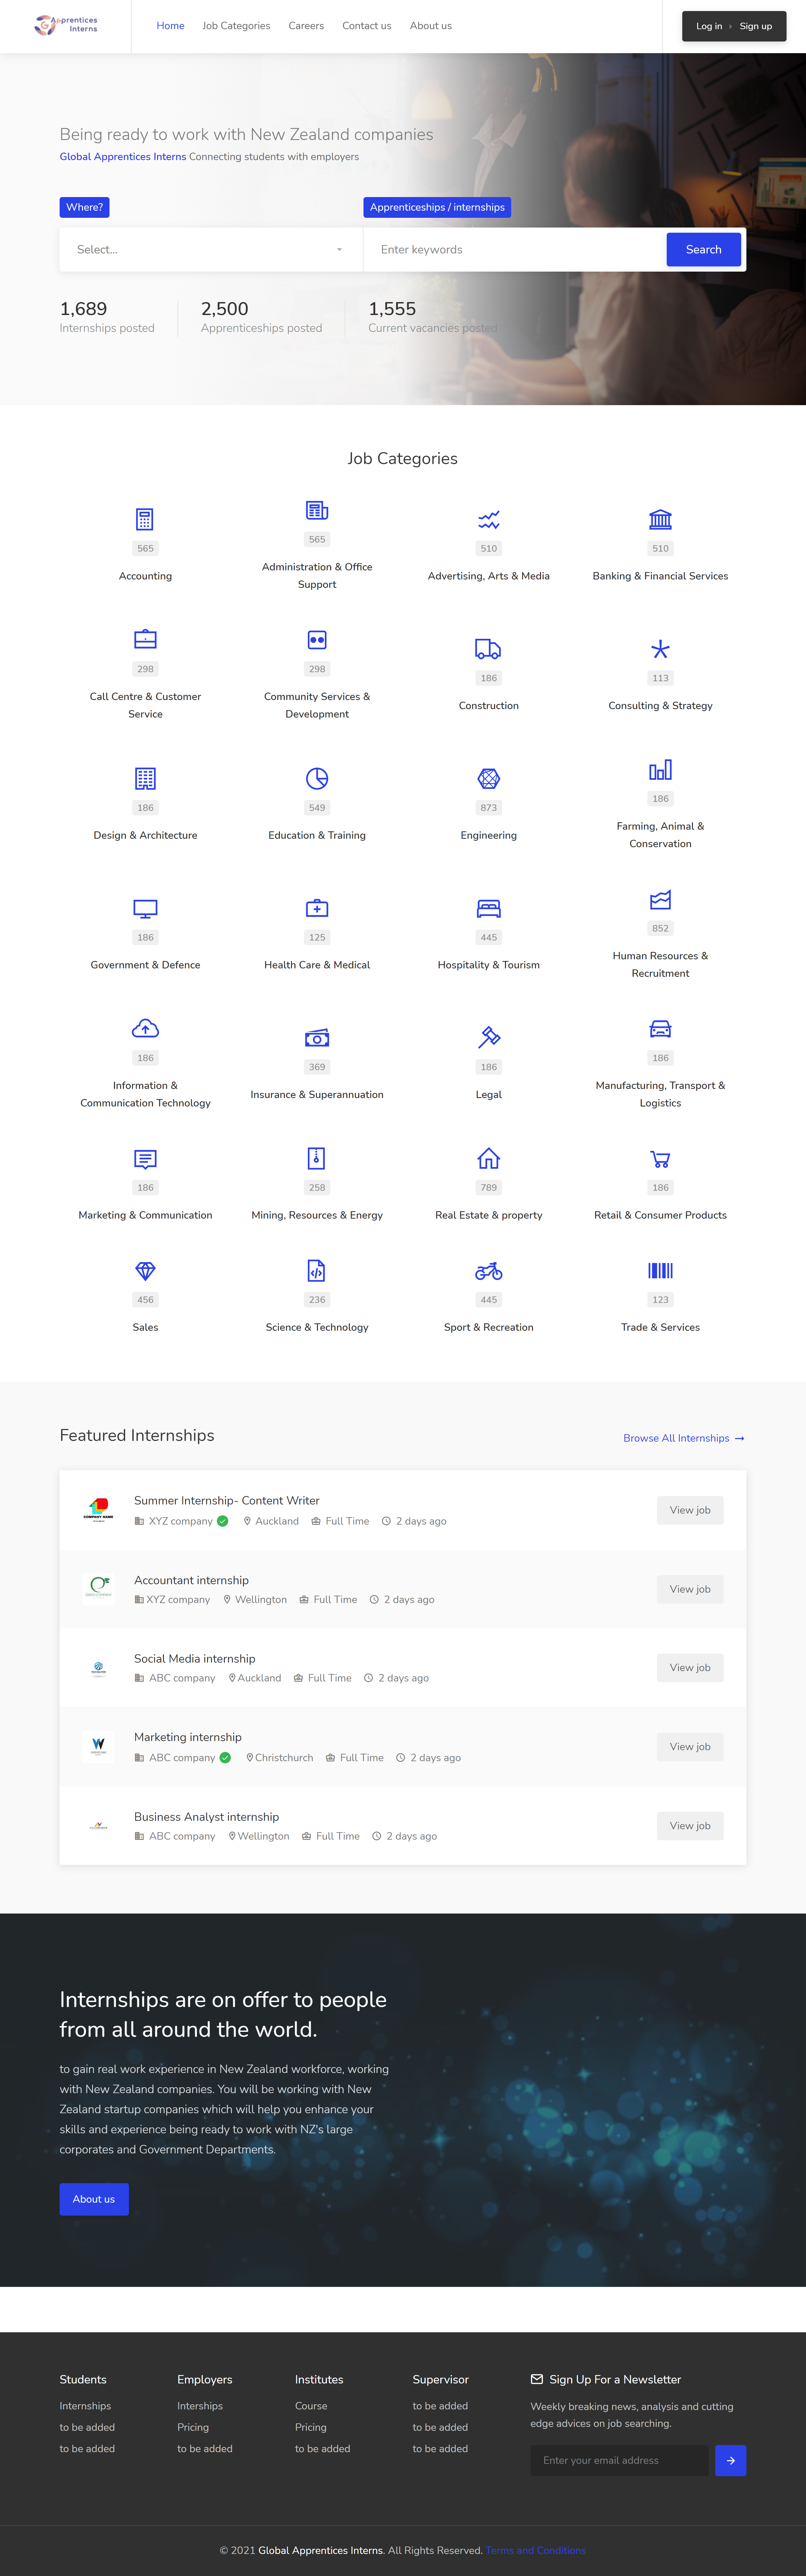 Apprentices
Interns
Home Job Categories Careers Contact us About us
Log in Sign up
Being ready to work with New Zealand companies
Global Apprentices Interns Connecting students with employers
Where? Apprenticeships / internships
Select... Enter keywords Search
1,689 2,500 1,555
Internships posted Apprenticeships posted Current vacancies posted
Job Categories
565
Accounting
565
Administration & Office
Support
510
Advertising, Arts & Media
510
Banking & Financial Services
298
Call Centre & Customer
Service
298
Community Services &
Development
186
Construction
113
Consulting & Strategy
186
Design & Architecture
549
Education & Training
873
Engineering
186
Farming, Animal &
Conservation
186
Government & Defence
125
Health Care & Medical
445
Hospitality & Tourism
852
Human Resources &
Recruitment
186
Information &
Communication Technology
369
Insurance & Superannuation
186
Legal
186
Manufacturing, Transport &
Logistics
186
Marketing & Communication
258
Mining, Resources & Energy
789
Real Estate & property
186
Retail & Consumer Products
456
Sales
236
Science & Technology
445
Sport & Recreation
123
Trade & Services
Featured Internships
Browse All Internships
COMPANY NAME
Summer Internship- Content Writer
XYZ company Auckland Full Time 2 days ago
View job
Accountant internship
XYZ company Wellington Full Time 2 days ago
View job
Social Media internship
ABC company Auckland Full Time 2 days ago
View job
Marketing internship
ABC company Christchurch Full Time 2 days ago
View job
Business Analyst internship
ABC company Wellington Full Time 2 days ago
View job
Internships are on offer to people
from all around the world.
to gain real work experience in New Zealand workforce, working
with New Zealand companies. You will be working with New
Zealand startup companies which will help you enhance your
skills and experience being ready to work with NZ's large
corporates and Government Departments.
About us
Students
Internships
to be added
to be added
Employers
Interships
Pricing
to be added
Institutes
Course
Pricing
to be added
Supervisor
to be added
to be added
to be added
Sign Up For a Newsletter
Weekly breaking news, analysis and cutting
edge advices on job searching.
Enter your email address
© 2021 Global Apprentices Interns. All Rights Reserved. Terms and Conditions